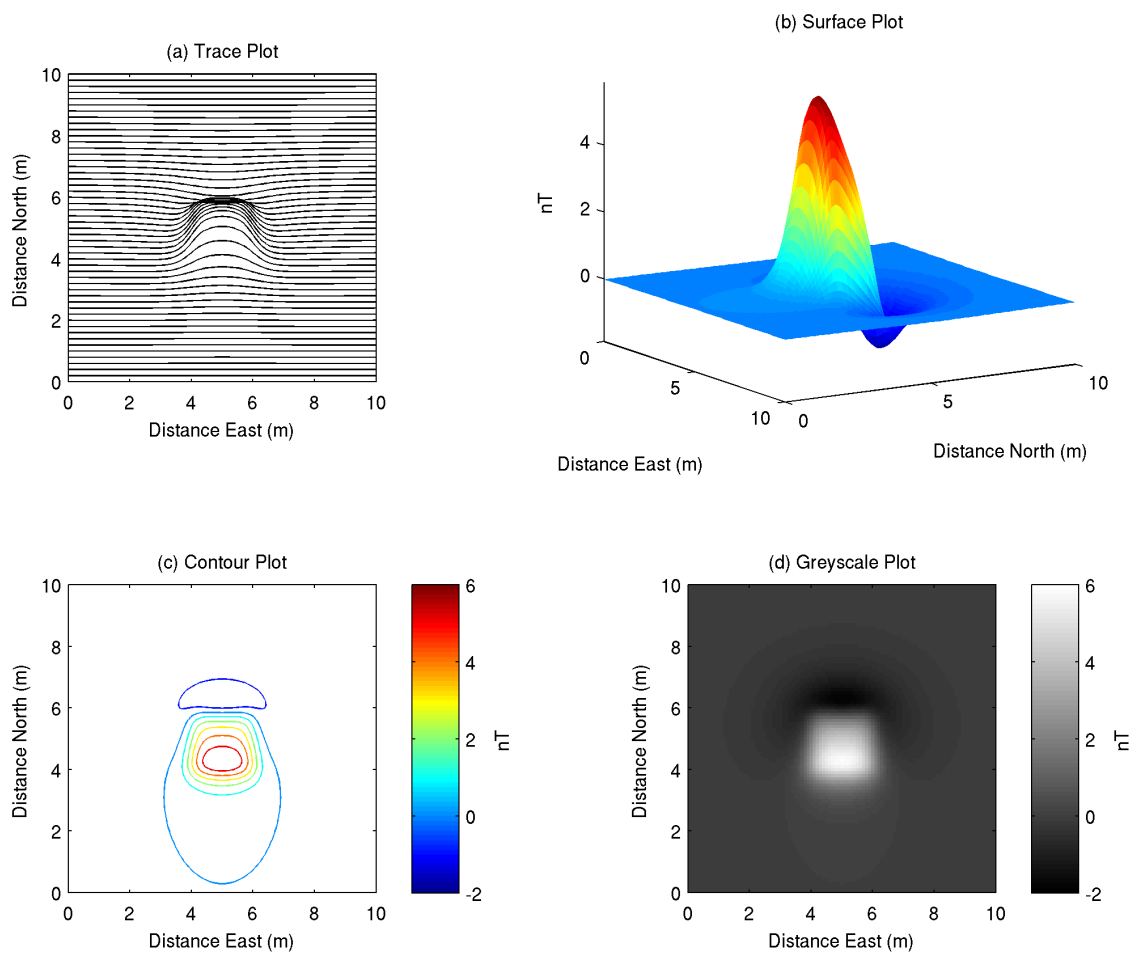 (a) Trace Plot
10
8
6
4
2
0
0 2 4 6 8 10
Distance North (m)
Distance East (m)
(b) Surface Plot
4
2
0
nT
0
5
10
0
5
10
Distance East (m)
Distance North (m)
(c) Contour Plot
10
8
6
4
2
0
0 2 4 6 8 10
Distance North (m)
Distance East (m)
6
4
2
0
-2
nT
(d) Greyscale Plot
10
8
6
4
2
0
0 2 4 6 8 10
Distance North (m)
Distance East (m)
6
4
2
0
-2
nT